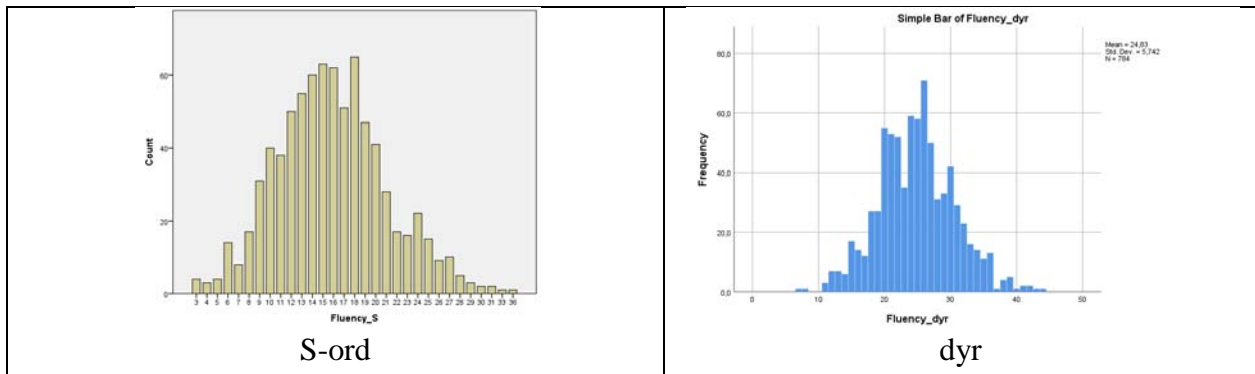 Count
60
40
20
0
3 4 5 6 7 8 9 10 11 12 13 14 15 16 17 18 19 20 21 22 23 24 25 26 27 28 29 30 31 33 36
Fluency_S
S-ord
Simple Bar of Fluency_dyr
Mean = 24,83
Std. Dev. = 5,742
N = 784
Frequency
80,0
60,0
40,0
20,0
0,0
0 10 20 30 40 50
Fluency_dyr
dyr